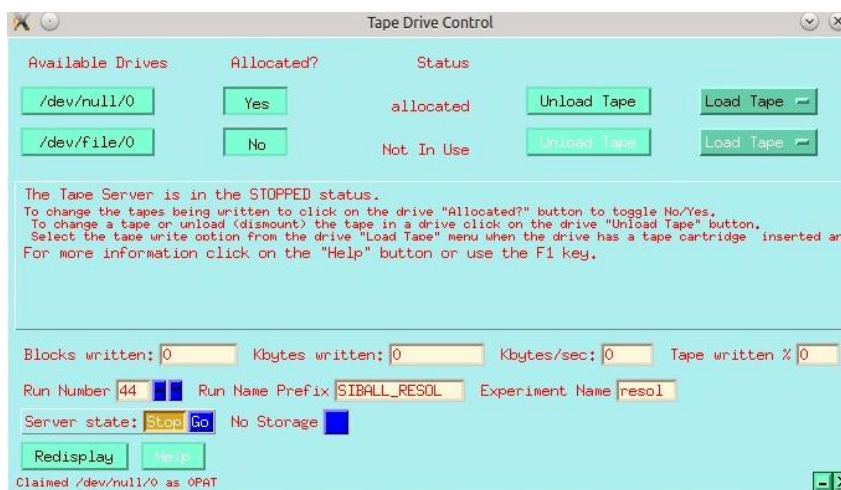 Tape Drive Control
Available Drives Allocated? Status
/dev/null/0 Yes allocated Unload Tape Load Tape
/dev/file/0 No Not In Use Unload Tape Load Tape
The Tape Server is in the STOPPED status.
To change the tapes being written to click on the drive "Allocated?" button to toggle No/Yes.
To change a tape or unload (dismount) the tape in a drive click on the drive "Unload Tape" button.
Select the tape write option from the drive "Load Tape" menu when the drive has a tape cartridge inserted an
For more information click on the "Help" button or use the F1 key.
Blocks written: 0 Kbytes written: 0 Kbytes/sec: 0 Tape written % 0
Run Number 44 Run Name Prefix SIBALL_RESOL Experiment Name resol
Server state: Stop Go No Storage
Redisplay Help
Claimed /dev/null/0 as OPAT